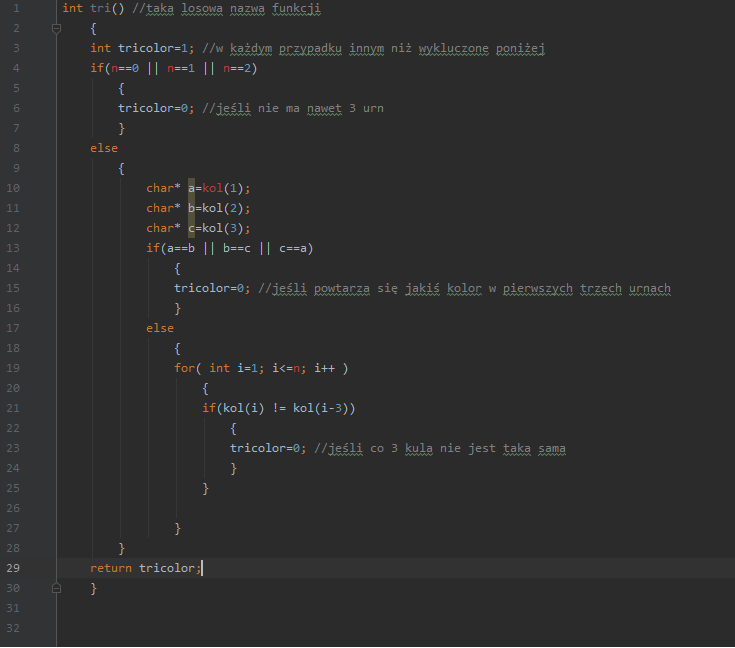 1 int tri() //taka losowa nazwa funkcji
2 {
3 int tricolor=1; //w każdym przypadku innym niż wykluczone poniżej
4 if(n==0 || n==1 || n==2)
5 {
6 tricolor=0; //jeśli nie ma nawet 3 urn
7 }
8 else
9 {
10 char* a=kol(1);
11 char* b=kol(2);
12 char* c=kol(3);
13 if(a==b || b==c || c==a)
14 {
15 tricolor=0; //jeśli powtarza się jakiś kolor w pierwszych trzech urnach
16 }
17 else
18 {
19 for( int i=1; i<=n; i++ )
20 {
21 if(kol(i) != kol(i-3))
22 {
23 tricolor=0; //jeśli co 3 kula nie jest taka sama
24 }
25 }
26
27 }
28 }
29 return tricolor;
30 }
31
32